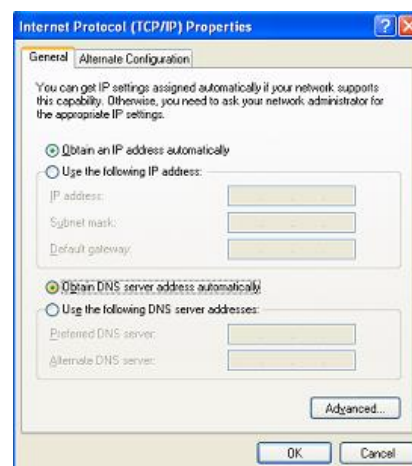 Internet Protocol (TCP/IP) Properties
General
Alternate Configuration
You can get IP settings assigned automatically if your network supports
this capability. Otherwise, you need to ask your network administrator for
the appropriate IP settings.
Obtain an IP address automatically
Use the following IP address:
IP address:
Subnet mask:
Default gateway:
Obtain DNS server address automatically
Use the following DNS server addresses:
Preferred DNS server:
Alternate DNS server:
Advanced...
OK
Cancel